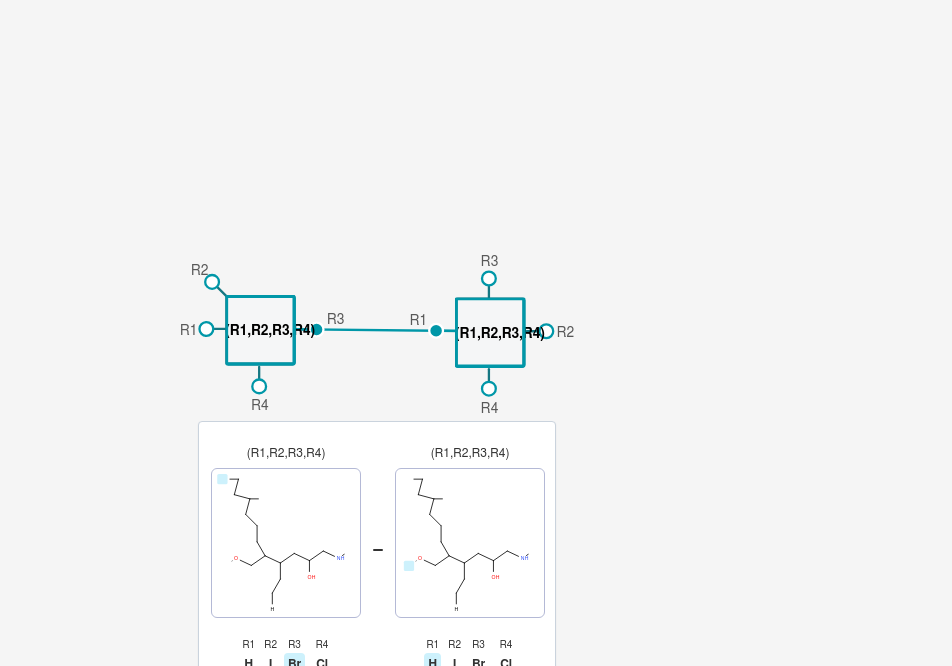 R3
R2
R3
R1
R1
(R1,R2,R3,R4)
(R1,R2,R3,R4)
R2
R4
R4
(R1,R2,R3,R4) (R1,R2,R3,R4)
O NH OH H
–
O NH OH H
R1 R2 R3 R4 R1 R2 R3 R4
H I Br Cl H I Br Cl